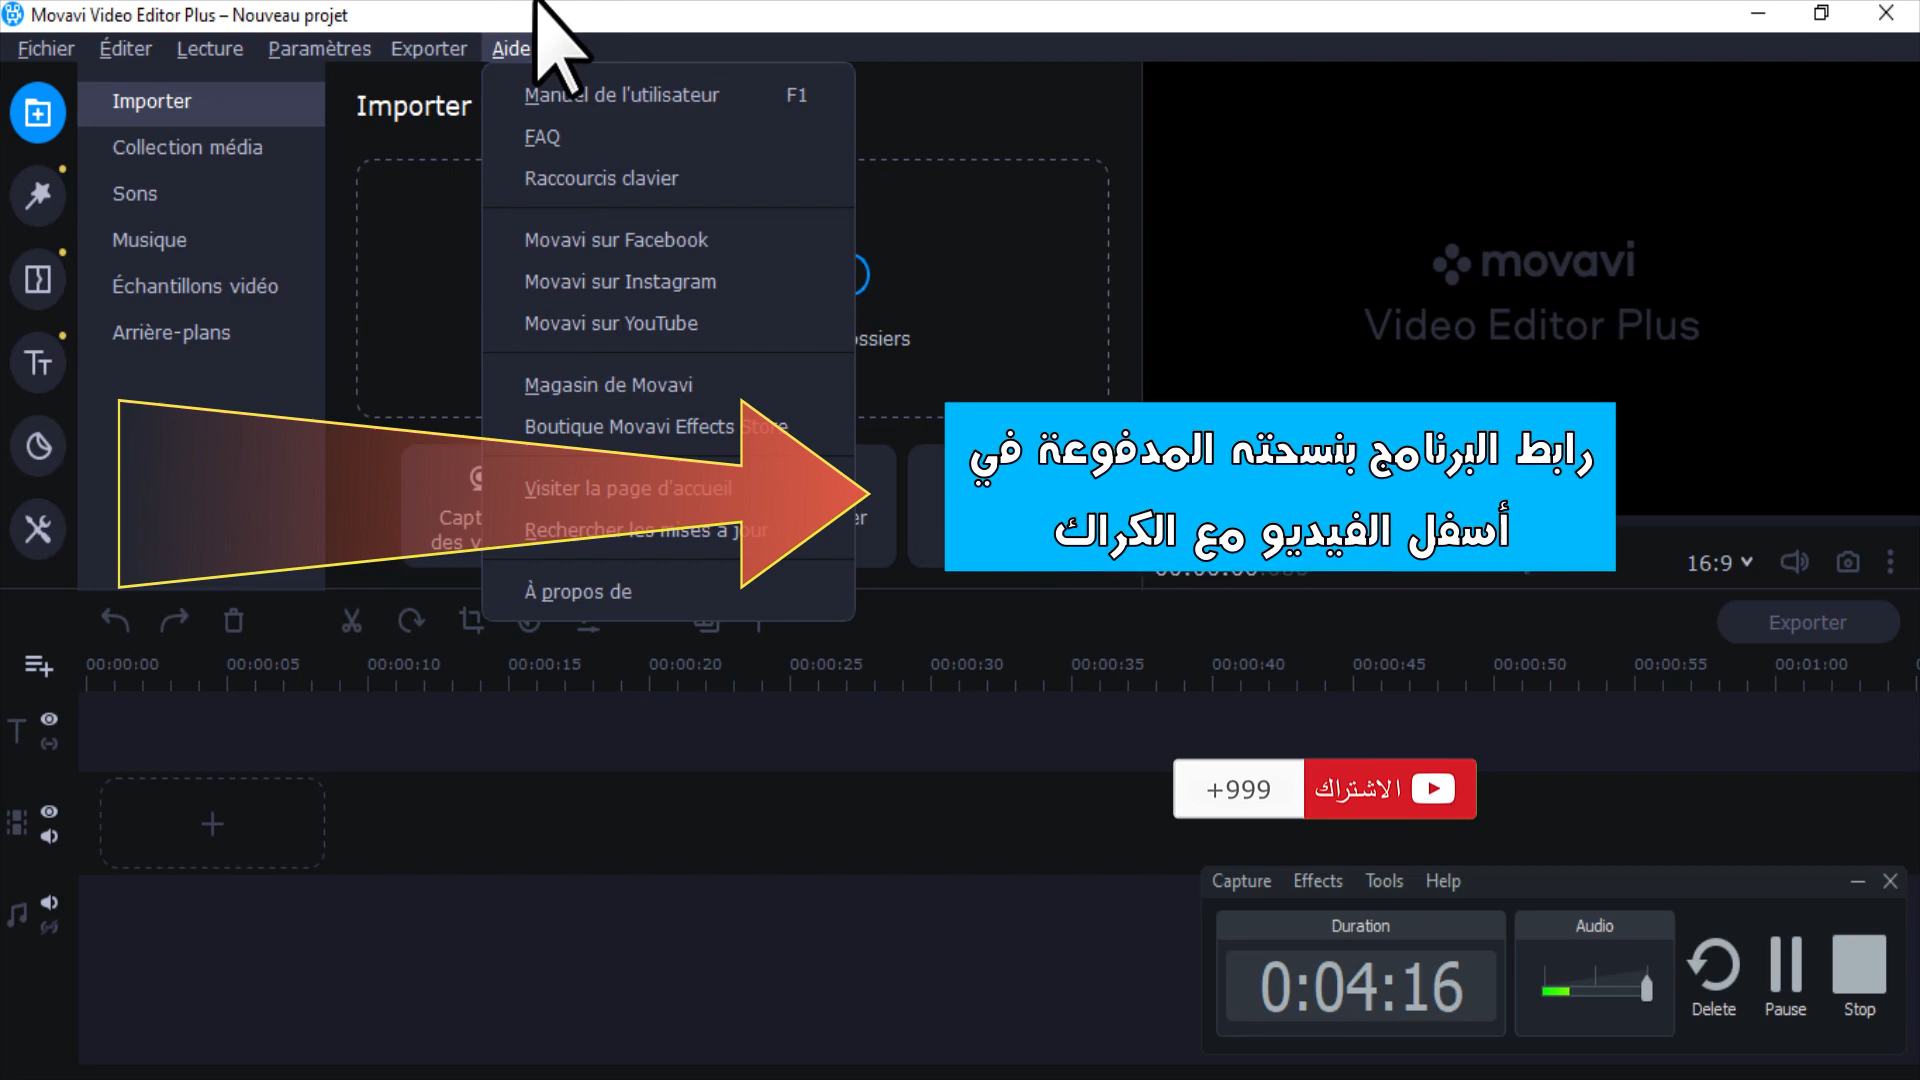 Movavi Video Editor Plus – Nouveau projet
Fichier Éditer Lecture Paramètres Exporter Aide
Importer
Collection média
Sons
Musique
Échantillons vidéo
Arrière-plans
Importer
Manuel de l'utilisateur F1
FAQ
Raccourcis clavier
Movavi sur Facebook
Movavi sur Instagram
Movavi sur YouTube
Magasin de Movavi
Boutique Movavi Effects Store
Visiter la page d'accueil
Rechercher les mises à jour
À propos de
movavi
Video Editor Plus
رابط البرنامج بنسحته المدفوعة في
أسفل الفيديو مع الكراك
16:9
Exporter
00:00:00 00:00:05 00:00:10 00:00:15 00:00:20 00:00:25 00:00:30 00:00:35 00:00:40 00:00:45 00:00:50 00:00:55 00:01:00
+999 الاشتراك
Capture Effects Tools Help
Duration Audio
0:04:16
Delete Pause Stop